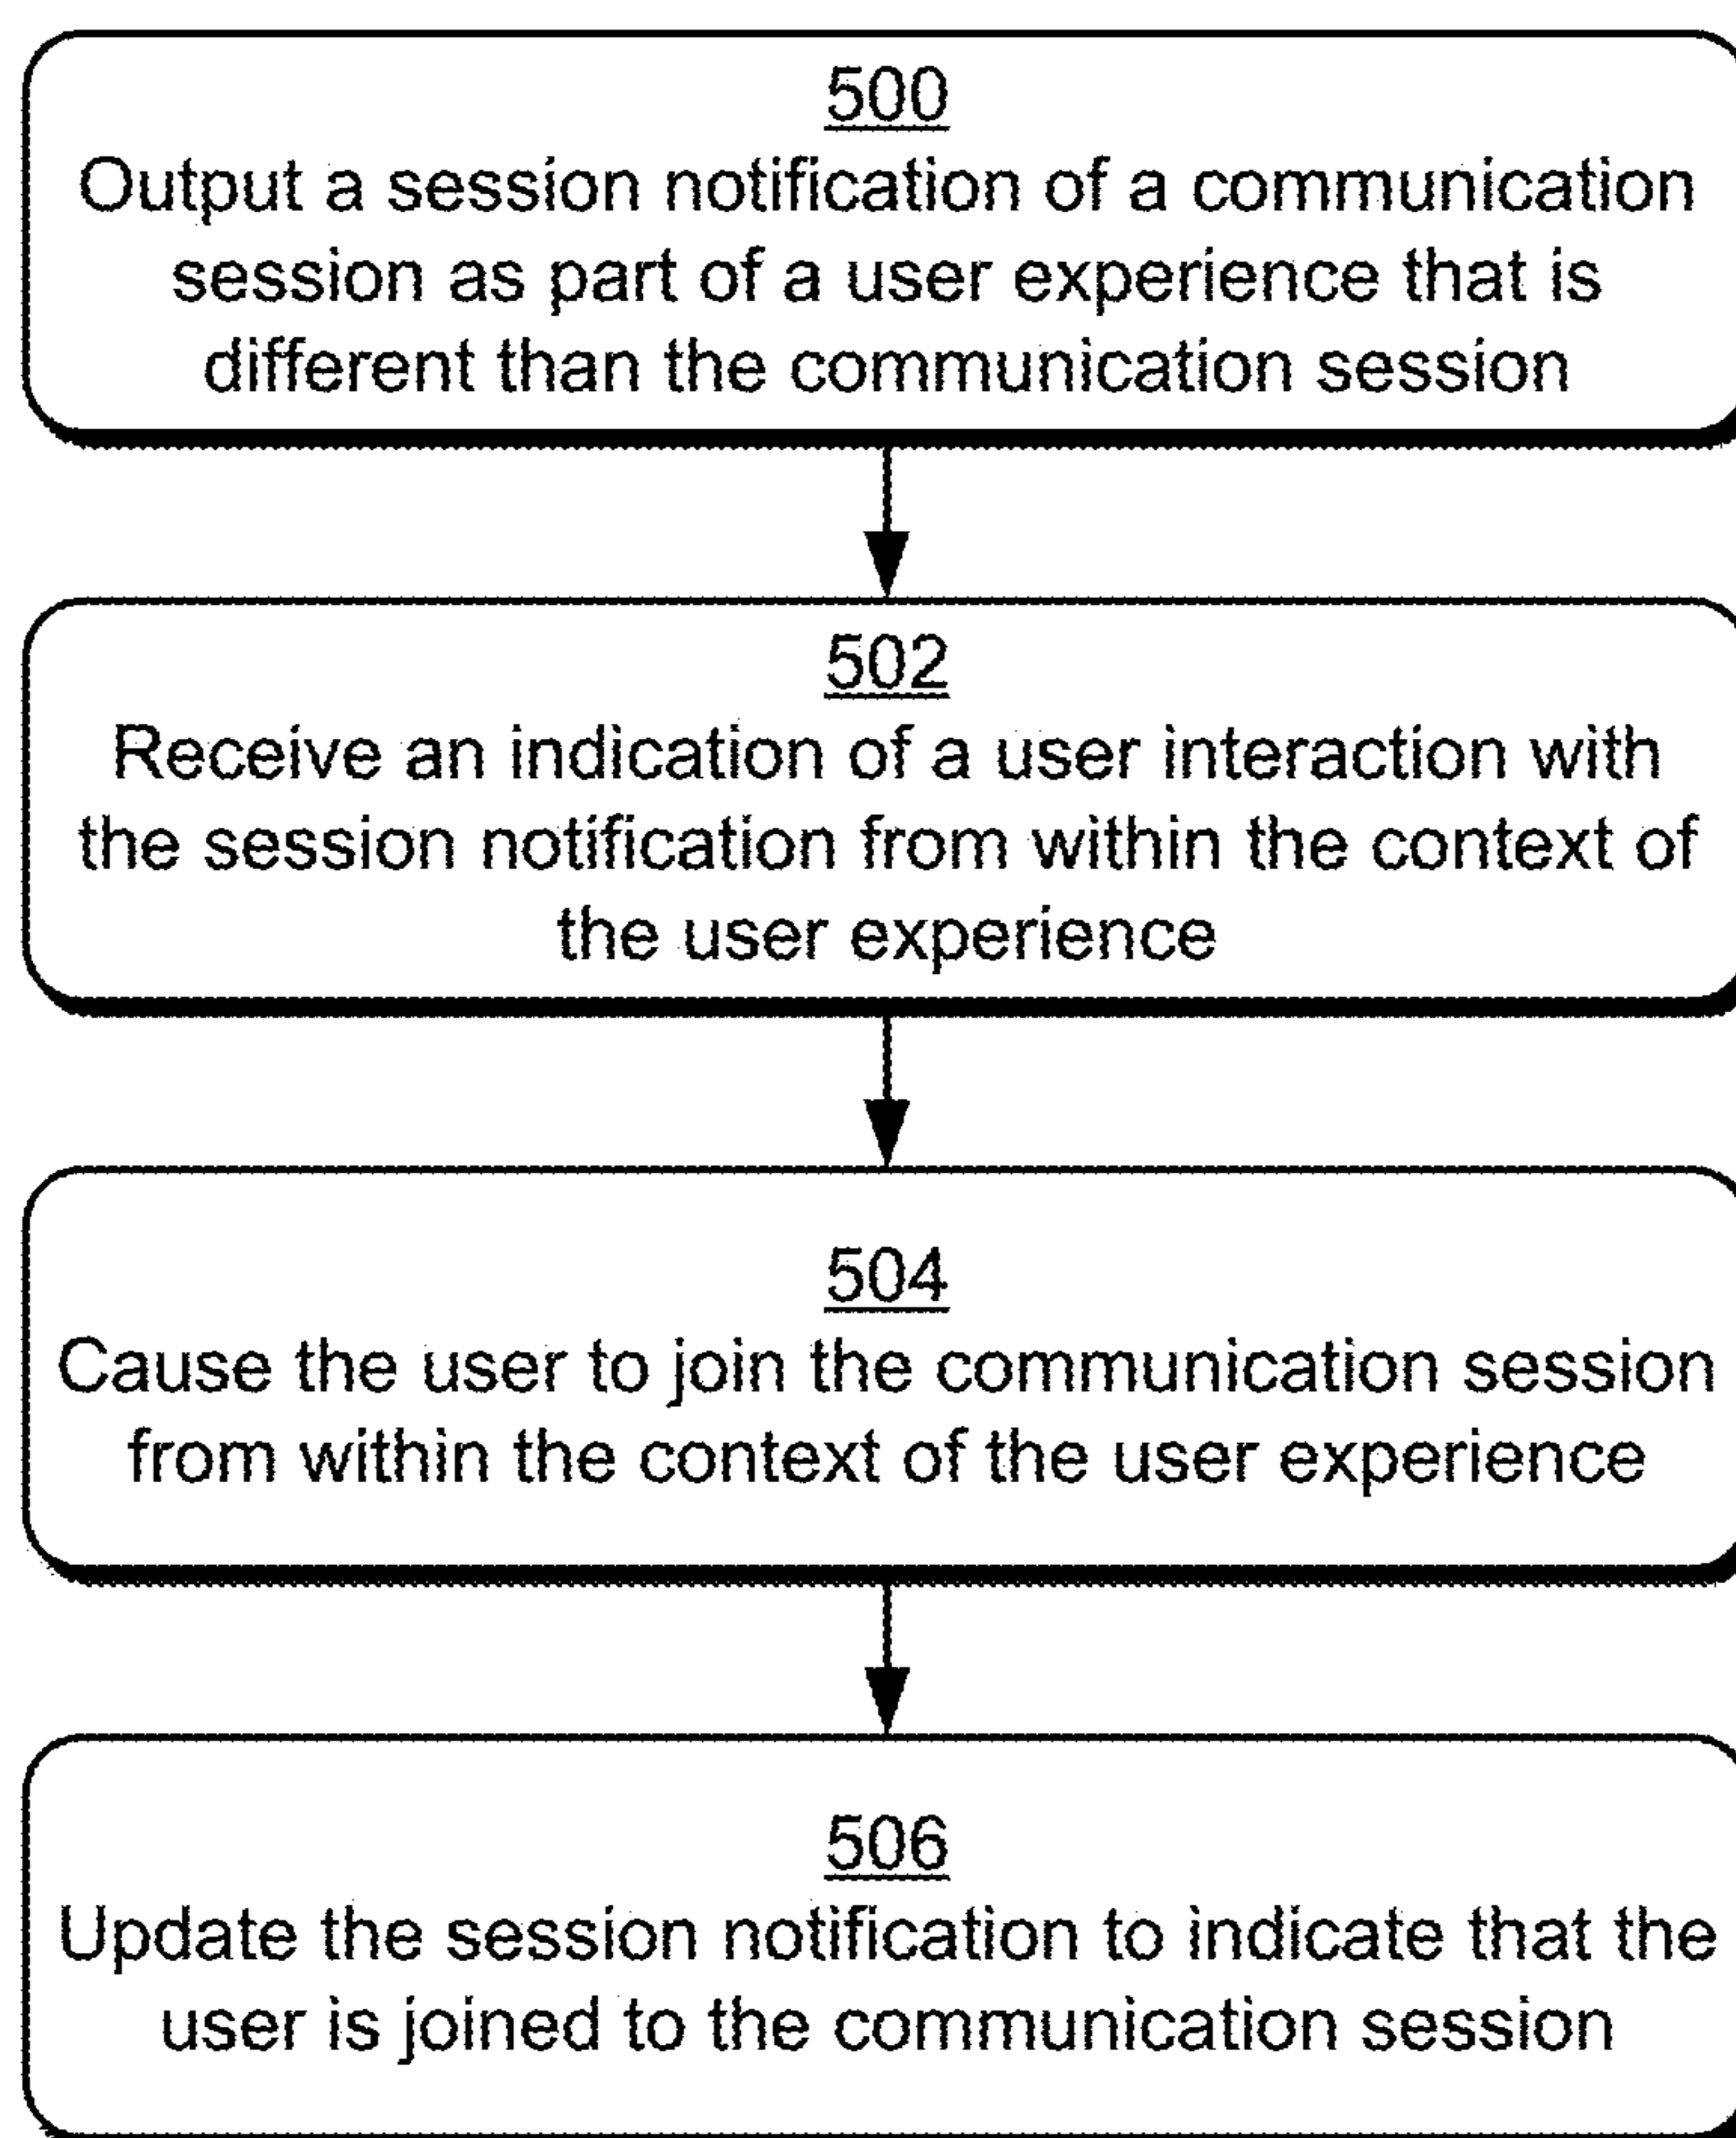 500
Output a session notification of a communication
session as part of a user experience that is
different than the communication session
502
Receive an indication of a user interaction with
the session notification from within the context of
the user experience
504
Cause the user to join the communication session
from within the context of the user experience
506
Update the session notification to indicate that the
user is joined to the communication session